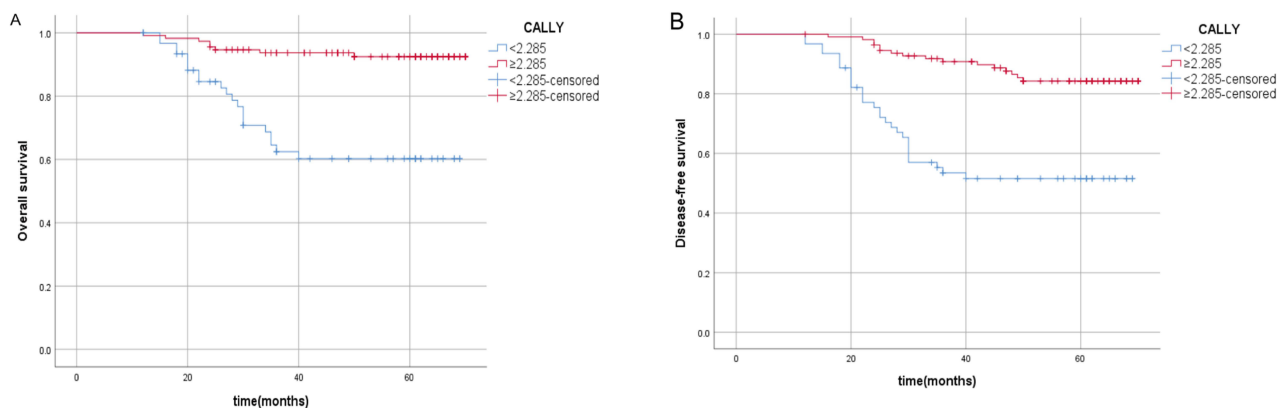 A
CALLY
<2.285
≥2.285
<2.285-censored
≥2.285-censored
Overall survival
1.0
0.8
0.6
0.4
0.2
0.0
0 20 40 60
time(months)
B
CALLY
<2.285
≥2.285
<2.285-censored
≥2.285-censored
Disease-free survival
1.0
0.8
0.6
0.4
0.2
0.0
0 20 40 60
time(months)